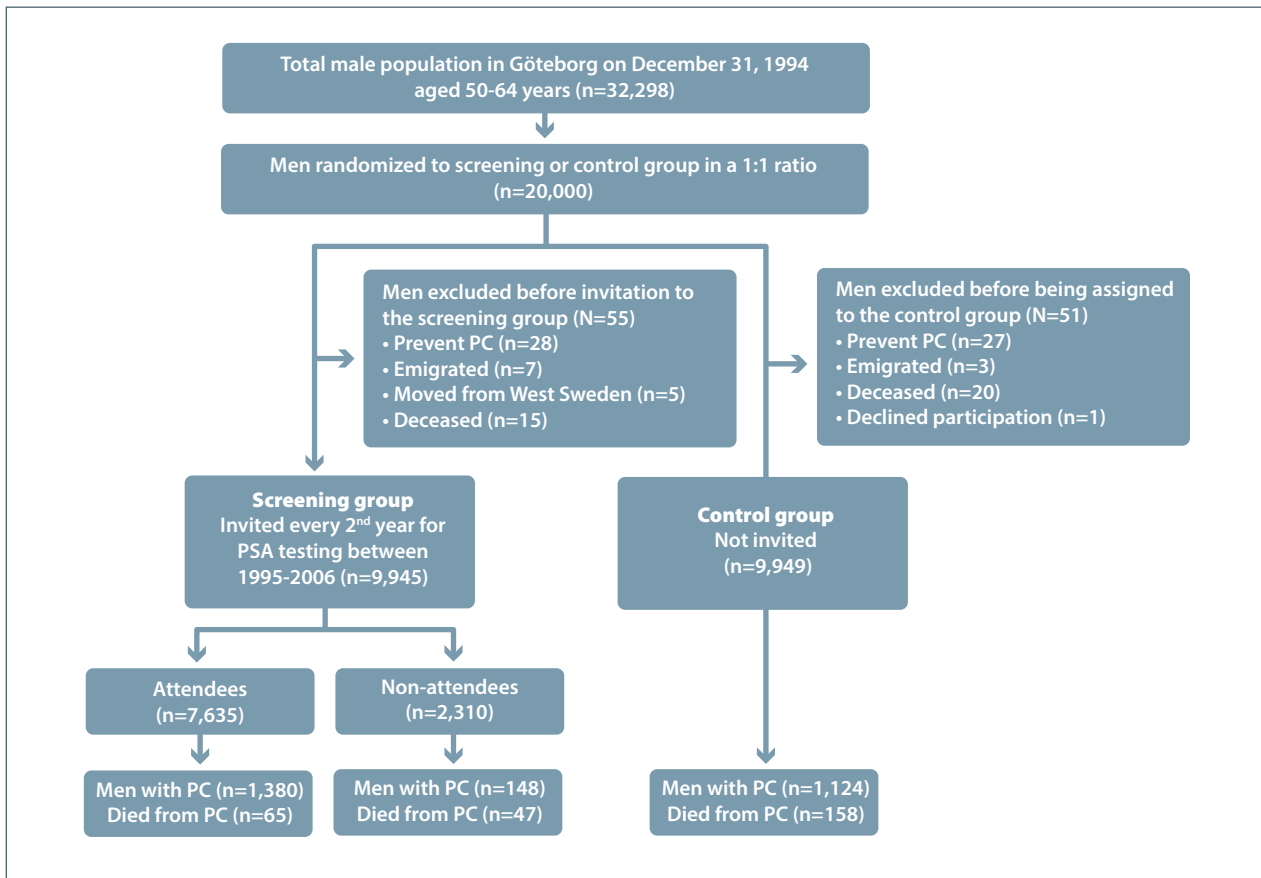 Total male population in Göteborg on December 31, 1994
aged 50-64 years (n=32,298)
Men randomized to screening or control group in a 1:1 ratio
(n=20,000)
Men excluded before invitation to
the screening group (N=55)
• Prevent PC (n=28)
• Emigrated (n=7)
• Moved from West Sweden (n=5)
• Deceased (n=15)
Men excluded before being assigned
to the control group (N=51)
• Prevent PC (n=27)
• Emigrated (n=3)
• Deceased (n=20)
• Declined participation (n=1)
Screening group
Invited every 2nd year for
PSA testing between
1995-2006 (n=9,945)
Control group
Not invited
(n=9,949)
Attendees
(n=7,635)
Non-attendees
(n=2,310)
Men with PC (n=1,380)
Died from PC (n=65)
Men with PC (n=148)
Died from PC (n=47)
Men with PC (n=1,124)
Died from PC (n=158)